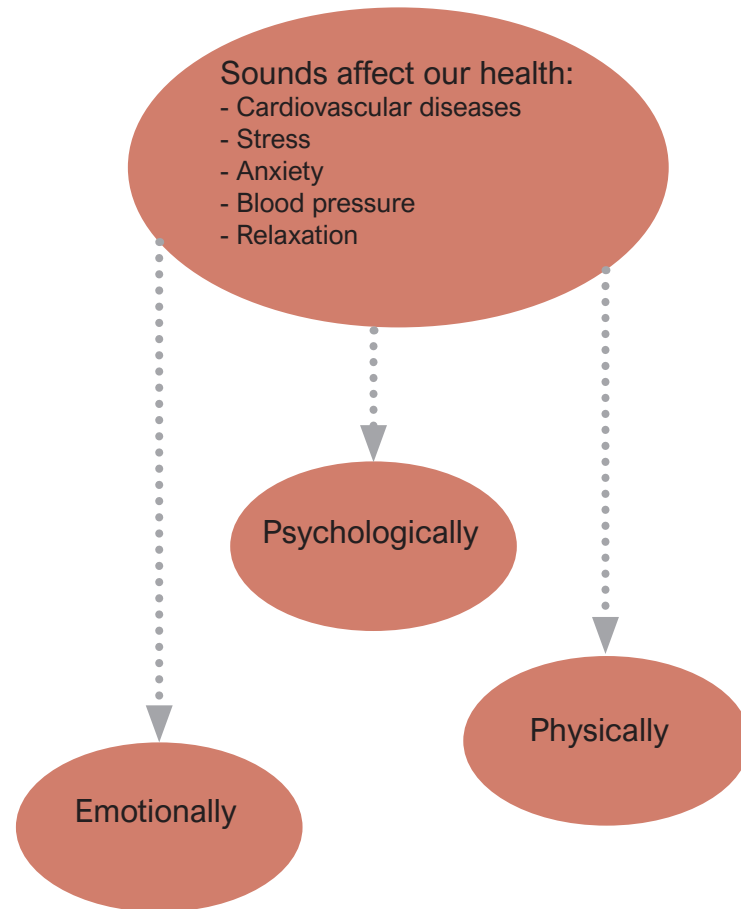 Sounds affect our health:
- Cardiovascular diseases
- Stress
- Anxiety
- Blood pressure
- Relaxation
Psychologically
Physically
Emotionally